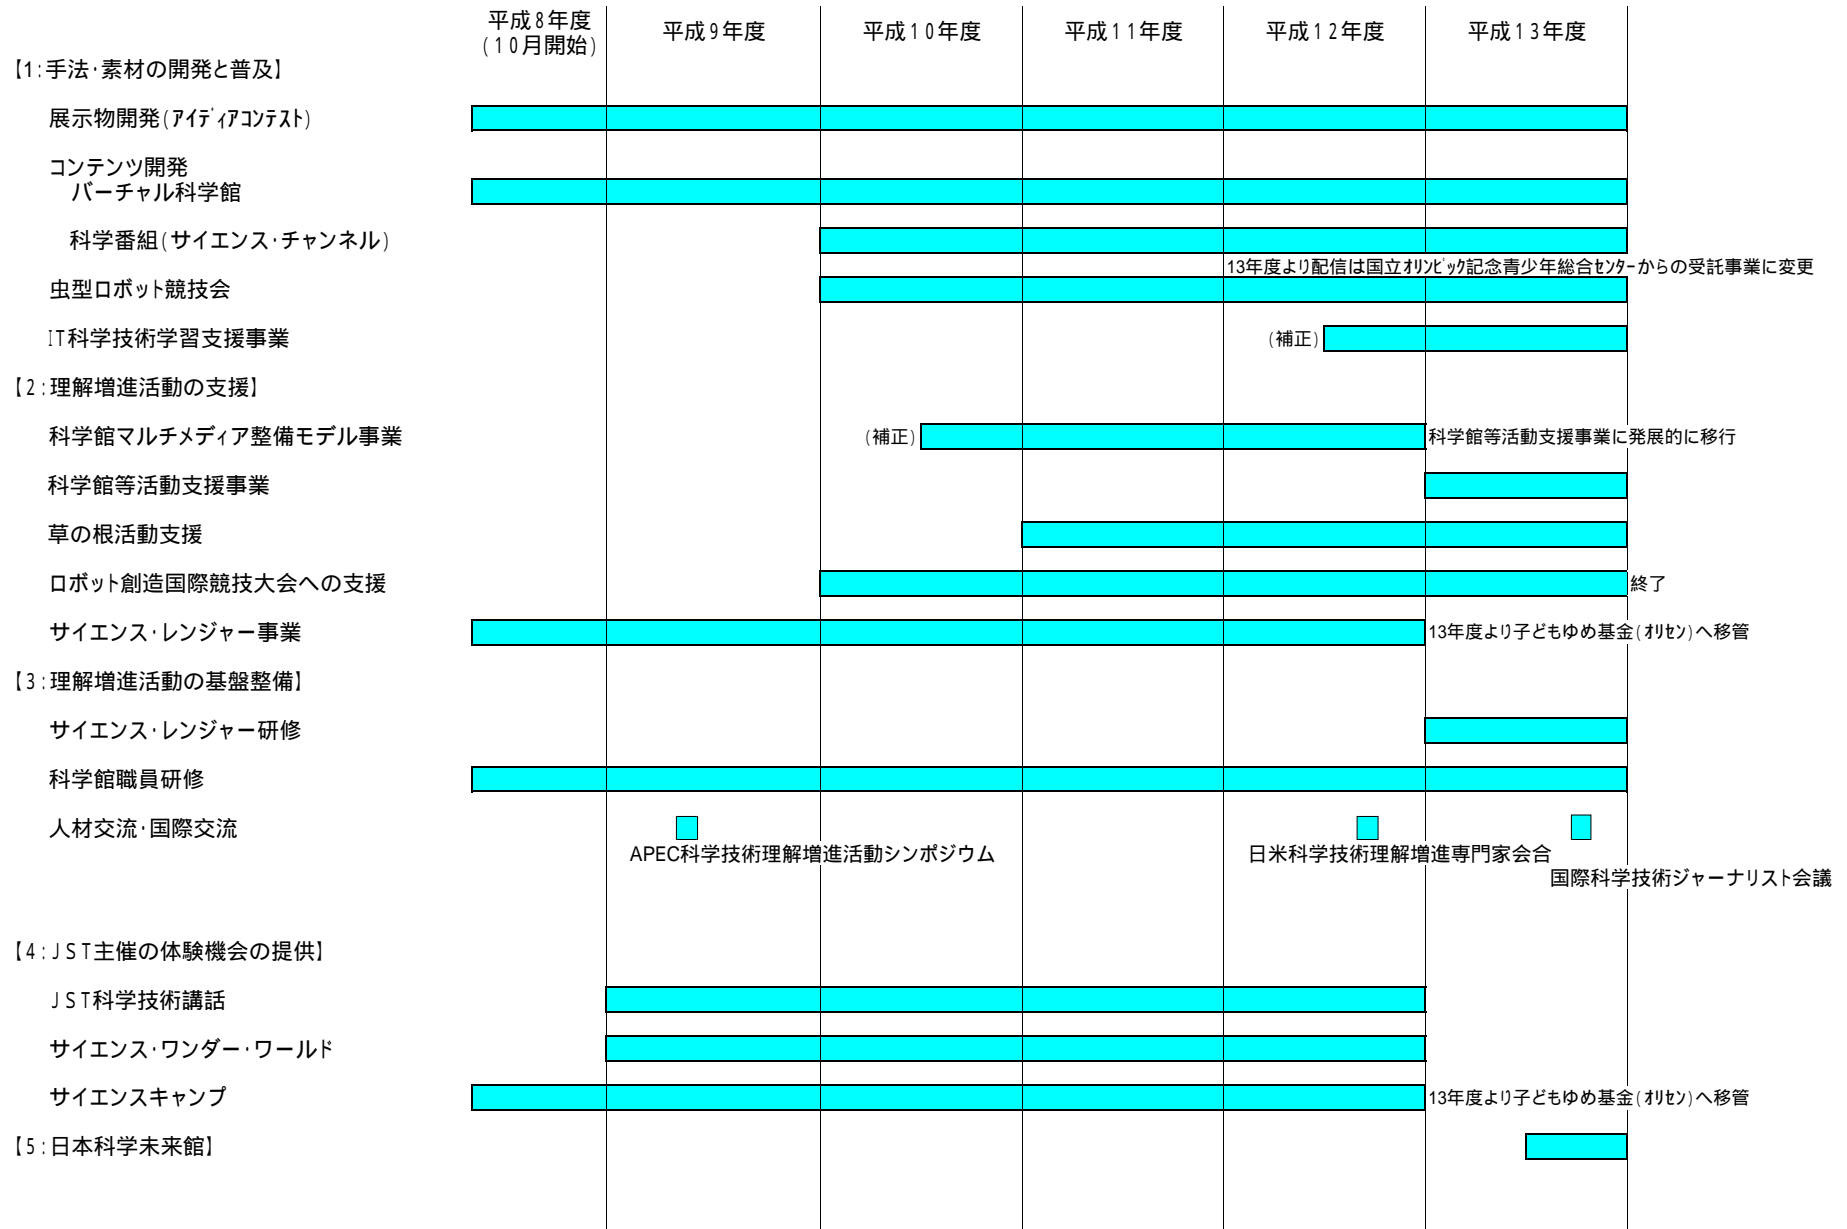 平成8年度
(10月開始)
平成9年度
平成10年度
平成11年度
平成12年度
平成13年度
【1:手法・素材の開発と普及】
展示物開発(ｱｲﾃﾞｨｱｺﾝﾃｽﾄ)
コンテンツ開発
バーチャル科学館
科学番組(サイエンス・チャンネル)
13年度より配信は国立ｵﾘﾝﾋﾟｯｸ記念青少年総合ｾﾝﾀｰからの受託事業に変更
虫型ロボット競技会
IT科学技術学習支援事業
(補正)
【2:理解増進活動の支援】
科学館マルチメディア整備モデル事業
(補正)
科学館等活動支援事業に発展的に移行
科学館等活動支援事業
草の根活動支援
ロボット創造国際競技大会への支援
終了
サイエンス・レンジャー事業
13年度より子どもゆめ基金(ｵﾘｾﾝ)へ移管
【3:理解増進活動の基盤整備】
サイエンス・レンジャー研修
科学館職員研修
人材交流・国際交流
APEC科学技術理解増進活動シンポジウム
日米科学技術理解増進専門家会合
国際科学技術ジャーナリスト会議
【4:JST主催の体験機会の提供】
JST科学技術講話
サイエンス・ワンダー・ワールド
サイエンスキャンプ
13年度より子どもゆめ基金(ｵﾘｾﾝ)へ移管
【5:日本科学未来館】